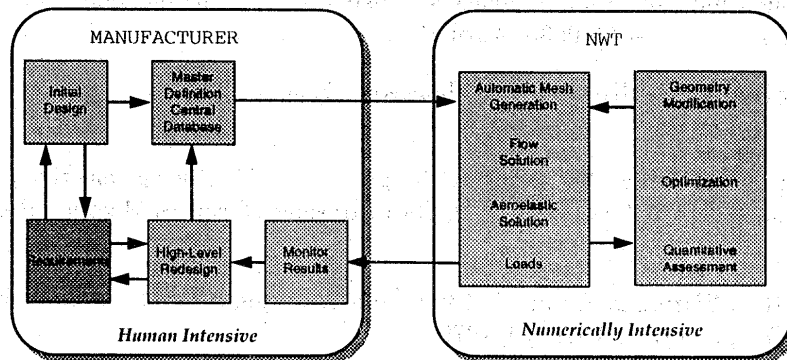 MANUFACTURER
Initial
Design
Master
Definition
Central
Database
Requirements
High-Level
Redesign
Monitor
Results
Human Intensive
NWT
Automatic Mesh
Generation
Flow
Solution
Aeroelastic
Solution
Loads
Geometry
Modification
Optimization
Quantitative
Assessment
Numerically Intensive